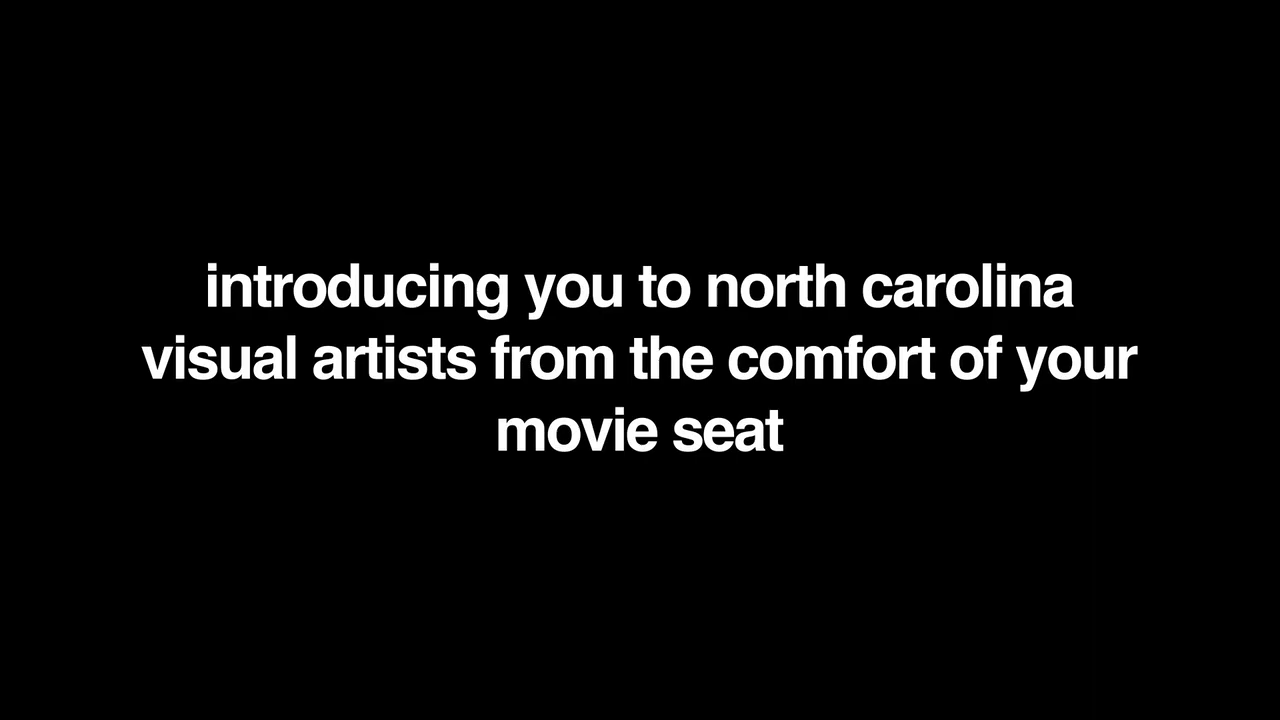 introducing you to north carolina
visual artists from the comfort of your
movie seat